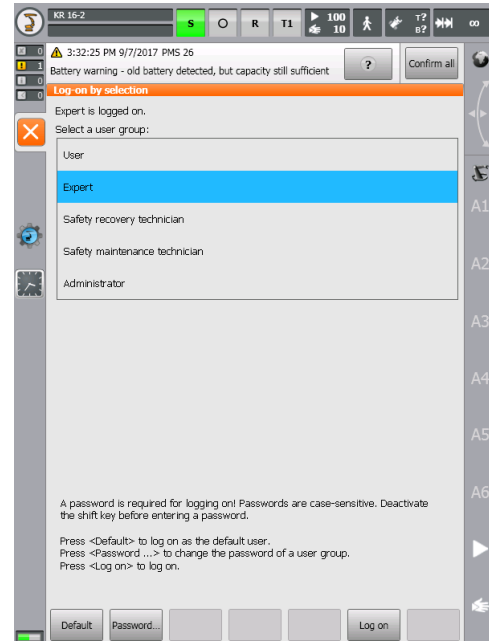 KR 16-2
S
O
R
T1
100
10
T?
B?
0
1
0
0
3:32:25 PM 9/7/2017 PMS 26
Battery warning - old battery detected, but capacity still sufficient
?
Confirm all
Log-on by selection
Expert is logged on.
Select a user group:
User
Expert
Safety recovery technician
Safety maintenance technician
Administrator
A1
A2
A3
A4
A5
A6
A password is required for logging on! Passwords are case-sensitive. Deactivate
the shift key before entering a password.
Press <Default> to log on as the default user.
Press <Password ...> to change the password of a user group.
Press <Log on> to log on.
Default
Password...
Log on